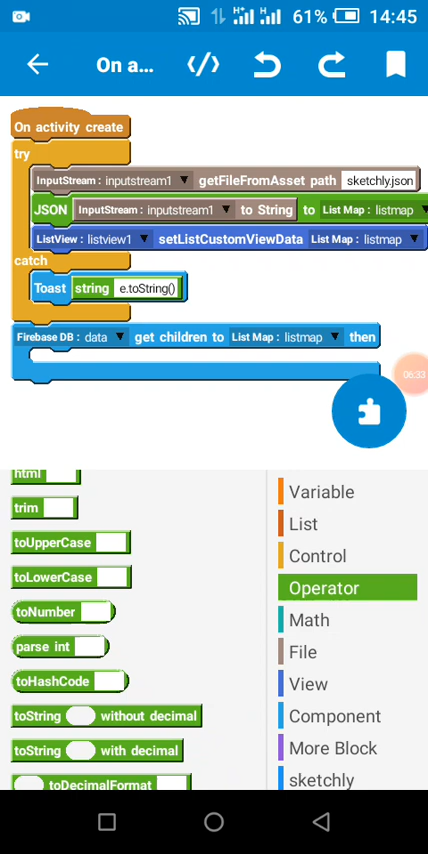 61% 14:45
On a...
On activity create
try
InputStream : inputstream1 getFileFromAsset path sketchly.json
JSON InputStream : inputstream1 to String to List Map : listmap
ListView : listview1 setListCustomViewData List Map : listmap
catch
Toast string e.toString()
Firebase DB : data get children to List Map : listmap then
06:33
html
trim
toUpperCase
toLowerCase
toNumber
parse int
toHashCode
toString without decimal
toString with decimal
toDecimalFormat
Variable
List
Control
Operator
Math
File
View
Component
More Block
sketchly